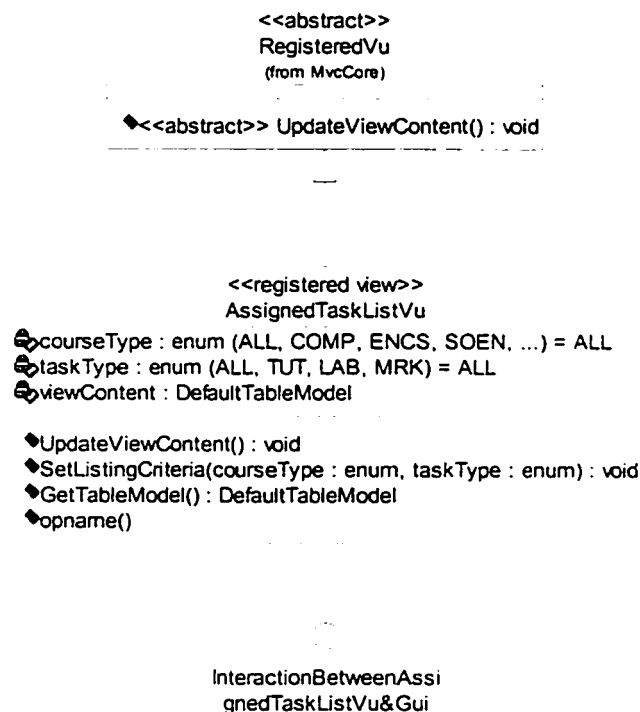 <<abstract>>
RegisteredVu
(from MvcCore)
<<abstract>> UpdateViewContent() : void
<<registered view>>
AssignedTaskListVu
courseType : enum (ALL, COMP, ENCS, SOEN, ...) = ALL
taskType : enum (ALL, TUT, LAB, MRK) = ALL
viewContent : DefaultTableModel
UpdateViewContent() : void
SetListingCriteria(courseType : enum, taskType : enum) : void
GetTableModel() : DefaultTableModel
opname()
InteractionBetweenAssi
gnedTaskListVu&Gui